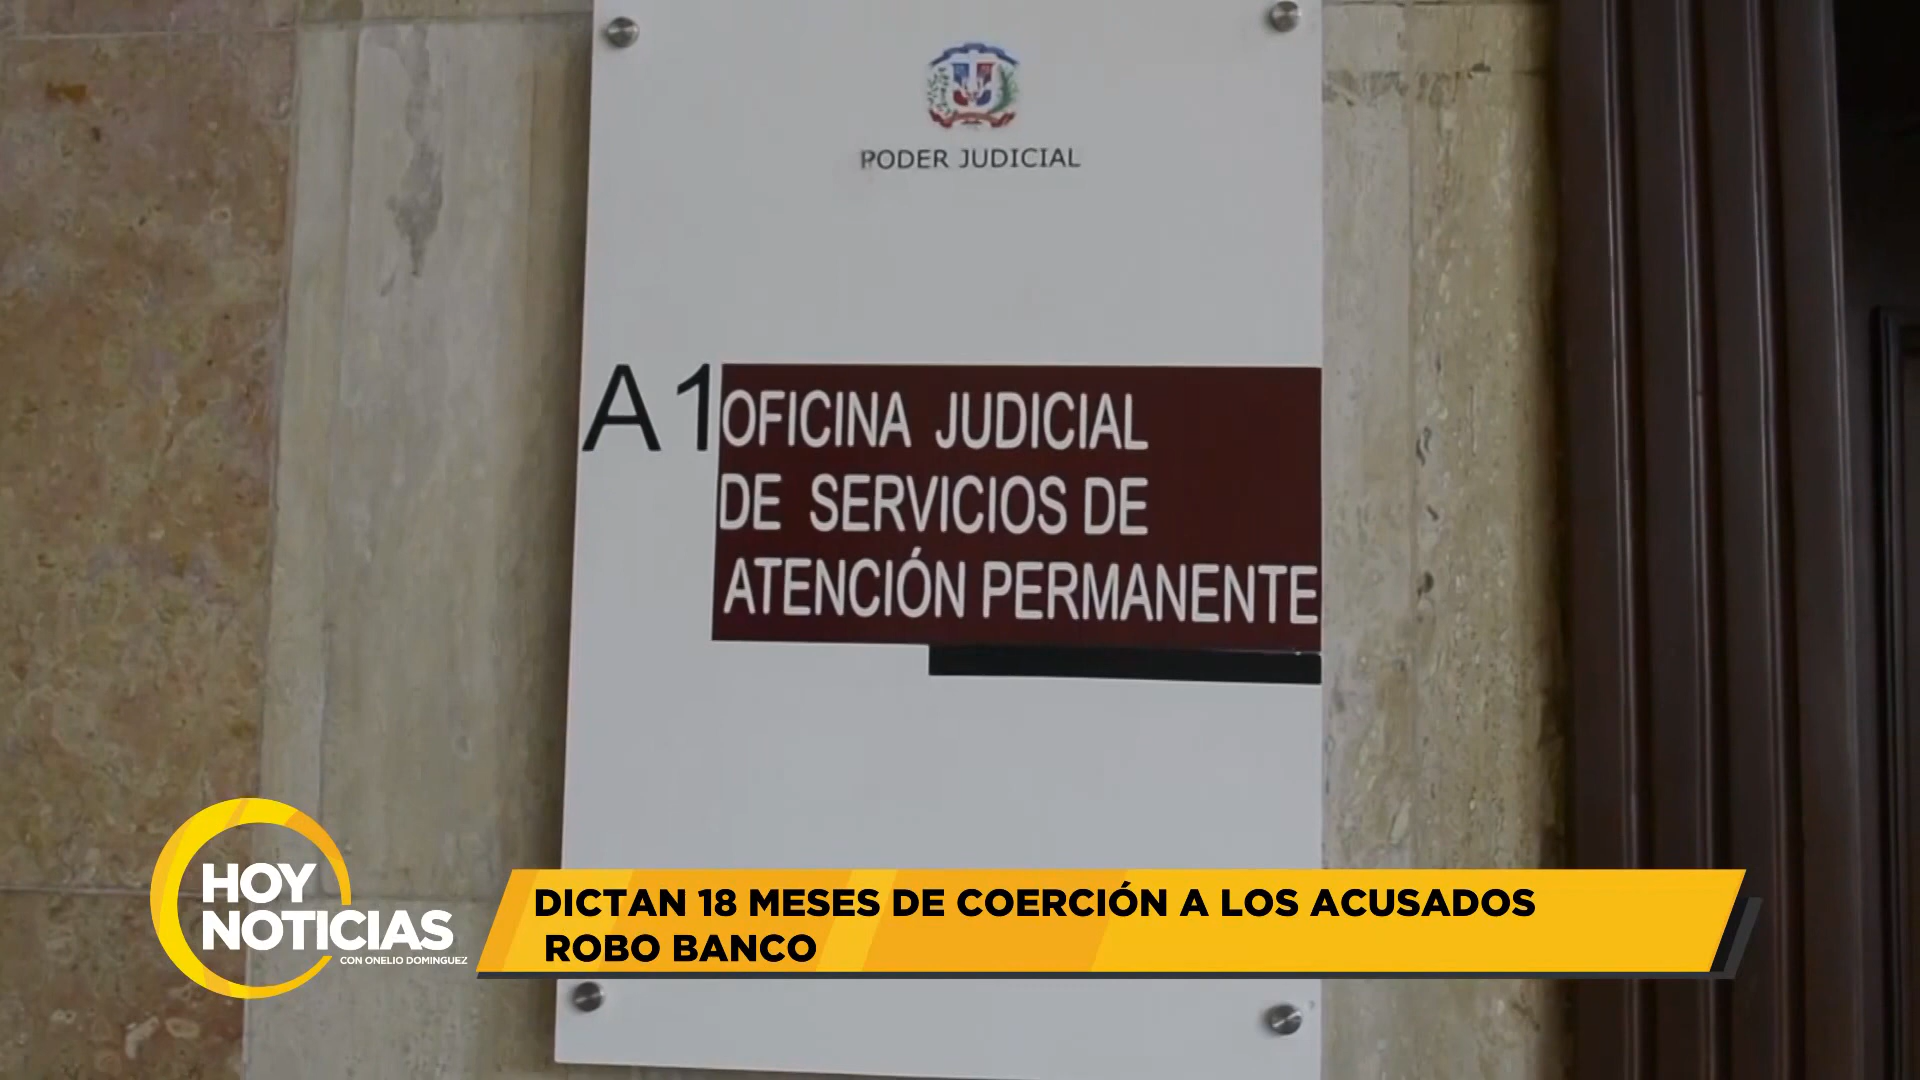 PODER JUDICIAL
A1 OFICINA JUDICIAL
DE SERVICIOS DE
ATENCIÓN PERMANENTE
HOY
NOTICIAS
CON ONELIO DOMINGUEZ
DICTAN 18 MESES DE COERCIÓN A LOS ACUSADOS
ROBO BANCO